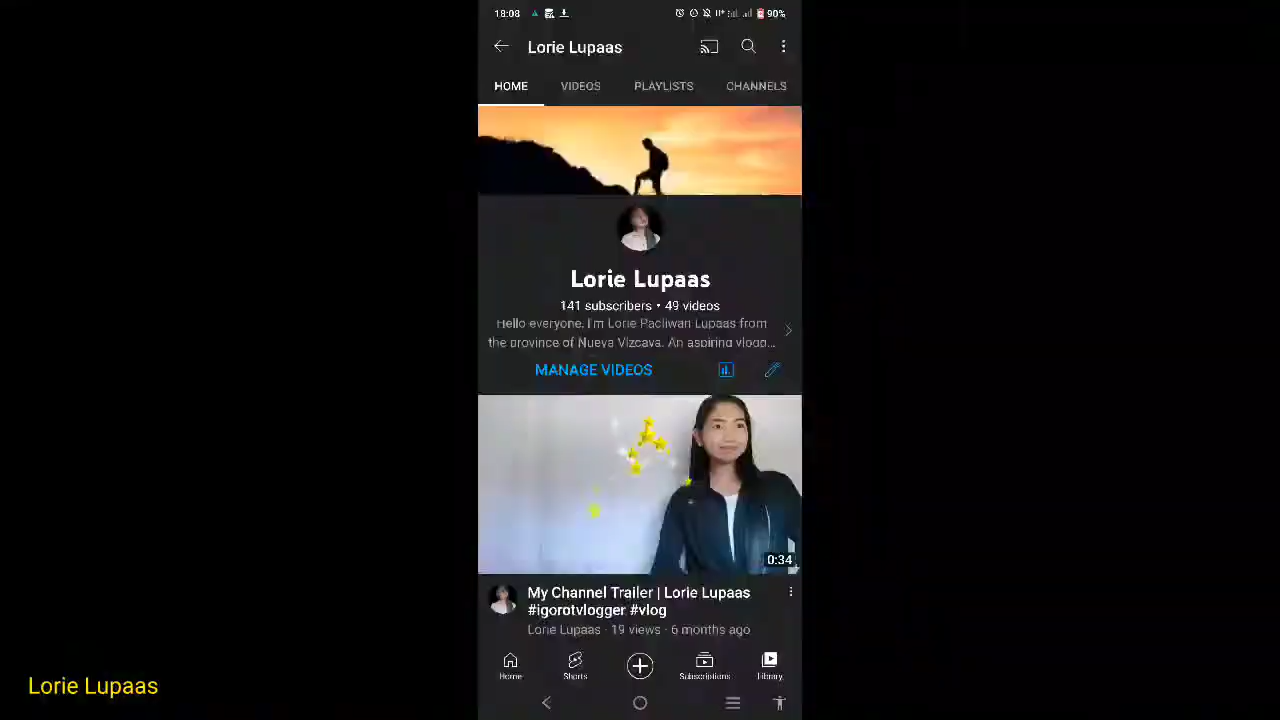 18:08
90%
Lorie Lupaas
HOME VIDEOS PLAYLISTS CHANNELS
Lorie Lupaas
141 subscribers • 49 videos
Hello everyone. I'm Lorie Pacliwan Lupaas from
the province of Nueva Vizcaya. An aspiring vlogg...
MANAGE VIDEOS
0:34
My Channel Trailer | Lorie Lupaas
#igorotvlogger #vlog
Lorie Lupaas · 19 views · 6 months ago
Home Shorts Subscriptions Library
Lorie Lupaas